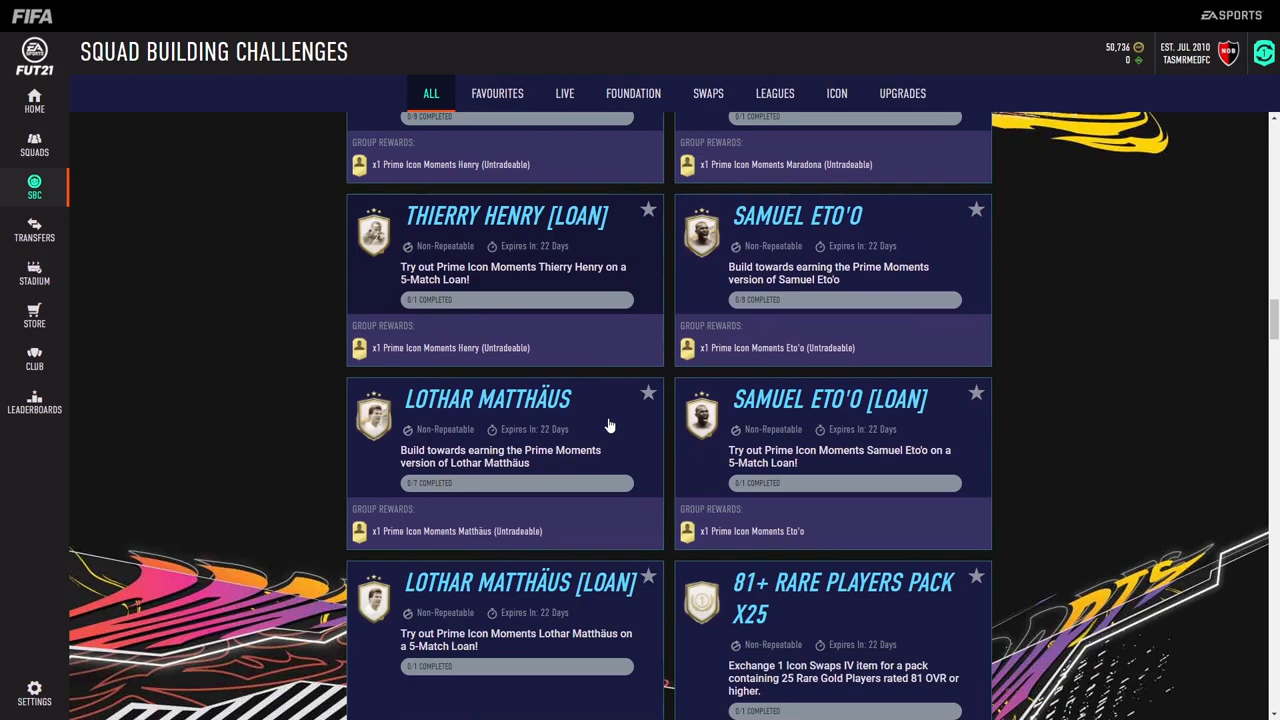 FIFA
EA SPORTS
EA SPORTS
FUT21
SQUAD BUILDING CHALLENGES
50,736
0
EST. JUL 2010
TASMRMEDFC
NOB
1
HOME
SQUADS
SBC
TRANSFERS
STADIUM
STORE
CLUB
LEADERBOARDS
SETTINGS
ALL
FAVOURITES
LIVE
FOUNDATION
SWAPS
LEAGUES
ICON
UPGRADES
0/8 COMPLETED
GROUP REWARDS:
x1 Prime Icon Moments Henry (Untradeable)
0/1 COMPLETED
GROUP REWARDS:
x1 Prime Icon Moments Maradona (Untradeable)
THIERRY HENRY [LOAN]
Non-Repeatable Expires In: 22 Days
Try out Prime Icon Moments Thierry Henry on a
5-Match Loan!
0/1 COMPLETED
GROUP REWARDS:
x1 Prime Icon Moments Henry (Untradeable)
SAMUEL ETO'O
Non-Repeatable Expires In: 22 Days
Build towards earning the Prime Moments
version of Samuel Eto'o
0/8 COMPLETED
GROUP REWARDS:
x1 Prime Icon Moments Eto'o (Untradeable)
LOTHAR MATTHÄUS
Non-Repeatable Expires In: 22 Days
Build towards earning the Prime Moments
version of Lothar Matthäus
0/7 COMPLETED
GROUP REWARDS:
x1 Prime Icon Moments Matthäus (Untradeable)
SAMUEL ETO'O [LOAN]
Non-Repeatable Expires In: 22 Days
Try out Prime Icon Moments Samuel Eto'o on a
5-Match Loan!
0/1 COMPLETED
GROUP REWARDS:
x1 Prime Icon Moments Eto'o
LOTHAR MATTHÄUS [LOAN]
Non-Repeatable Expires In: 22 Days
Try out Prime Icon Moments Lothar Matthäus on
a 5-Match Loan!
0/1 COMPLETED
81+ RARE PLAYERS PACK
X25
Non-Repeatable Expires In: 22 Days
Exchange 1 Icon Swaps IV item for a pack
containing 25 Rare Gold Players rated 81 OVR or
higher.
0/1 COMPLETED